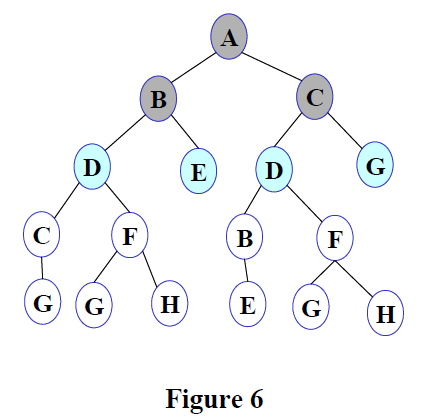 A
B C
D E D G
C F B F
G G H E G H
Figure 6